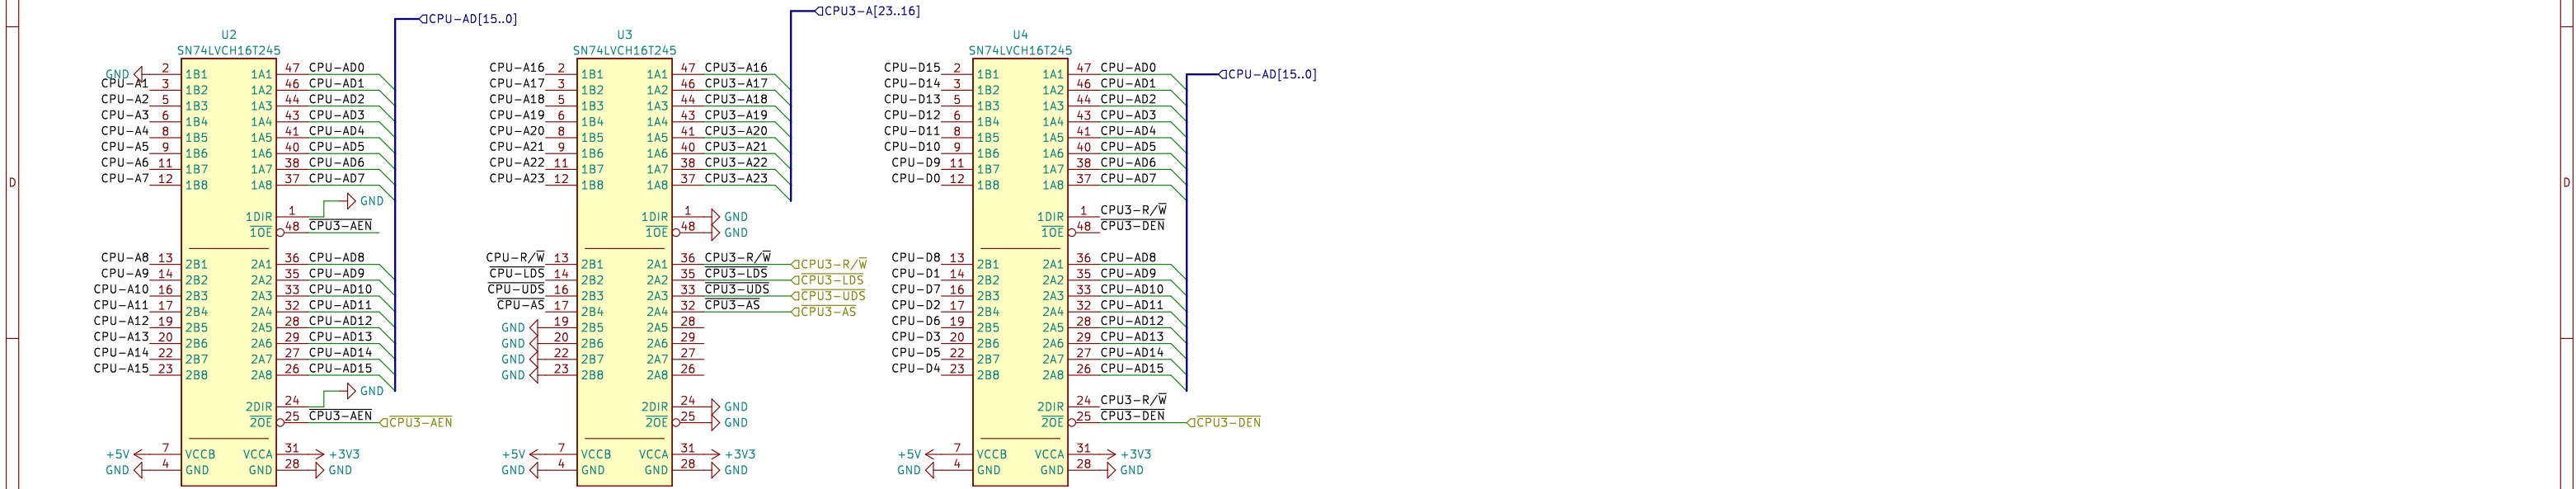 CPU-AD[15..0]
U2
SN74LVCH16T245
GND 2 1B1 1A1 47 CPU-AD0
CPU-A1 3 1B2 1A2 46 CPU-AD1
CPU-A2 5 1B3 1A3 44 CPU-AD2
CPU-A3 6 1B4 1A4 43 CPU-AD3
CPU-A4 8 1B5 1A5 41 CPU-AD4
CPU-A5 9 1B6 1A6 40 CPU-AD5
CPU-A6 11 1B7 1A7 38 CPU-AD6
CPU-A7 12 1B8 1A8 37 CPU-AD7
1DIR 1 GND
1OE 48 CPU3-AEN
CPU-A8 13 2B1 2A1 36 CPU-AD8
CPU-A9 14 2B2 2A2 35 CPU-AD9
CPU-A10 16 2B3 2A3 33 CPU-AD10
CPU-A11 17 2B4 2A4 32 CPU-AD11
CPU-A12 19 2B5 2A5 28 CPU-AD12
CPU-A13 20 2B6 2A6 29 CPU-AD13
CPU-A14 22 2B7 2A7 27 CPU-AD14
CPU-A15 23 2B8 2A8 26 CPU-AD15
2DIR 24 GND
2OE 25 CPU3-AEN CPU3-AEN
+5V 7 VCCB VCCA 31 +3V3
GND 4 GND GND 28 GND
CPU3-A[23..16]
U3
SN74LVCH16T245
CPU-A16 2 1B1 1A1 47 CPU3-A16
CPU-A17 3 1B2 1A2 46 CPU3-A17
CPU-A18 5 1B3 1A3 44 CPU3-A18
CPU-A19 6 1B4 1A4 43 CPU3-A19
CPU-A20 8 1B5 1A5 41 CPU3-A20
CPU-A21 9 1B6 1A6 40 CPU3-A21
CPU-A22 11 1B7 1A7 38 CPU3-A22
CPU-A23 12 1B8 1A8 37 CPU3-A23
1DIR 1 GND
1OE 48 GND
CPU-R/W 13 2B1 2A1 36 CPU3-R/W CPU3-R/W
CPU-LDS 14 2B2 2A2 35 CPU3-LDS CPU3-LDS
CPU-UDS 16 2B3 2A3 33 CPU3-UDS CPU3-UDS
CPU-AS 17 2B4 2A4 32 CPU3-AS CPU3-AS
GND 19 2B5 2A5 28
GND 20 2B6 2A6 29
GND 22 2B7 2A7 27
GND 23 2B8 2A8 26
2DIR 24 GND
2OE 25 GND
+5V 7 VCCB VCCA 31 +3V3
GND 4 GND GND 28 GND
U4
SN74LVCH16T245
CPU-AD[15..0]
CPU-D15 2 1B1 1A1 47 CPU-AD0
CPU-D14 3 1B2 1A2 46 CPU-AD1
CPU-D13 5 1B3 1A3 44 CPU-AD2
CPU-D12 6 1B4 1A4 43 CPU-AD3
CPU-D11 8 1B5 1A5 41 CPU-AD4
CPU-D10 9 1B6 1A6 40 CPU-AD5
CPU-D9 11 1B7 1A7 38 CPU-AD6
CPU-D0 12 1B8 1A8 37 CPU-AD7
1DIR 1 CPU3-R/W
1OE 48 CPU3-DEN
CPU-D8 13 2B1 2A1 36 CPU-AD8
CPU-D1 14 2B2 2A2 35 CPU-AD9
CPU-D7 16 2B3 2A3 33 CPU-AD10
CPU-D2 17 2B4 2A4 32 CPU-AD11
CPU-D6 19 2B5 2A5 28 CPU-AD12
CPU-D3 20 2B6 2A6 29 CPU-AD13
CPU-D5 22 2B7 2A7 27 CPU-AD14
CPU-D4 23 2B8 2A8 26 CPU-AD15
2DIR 24 CPU3-R/W
2OE 25 CPU3-DEN CPU3-DEN
+5V 7 VCCB VCCA 31 +3V3
GND 4 GND GND 28 GND
D
D